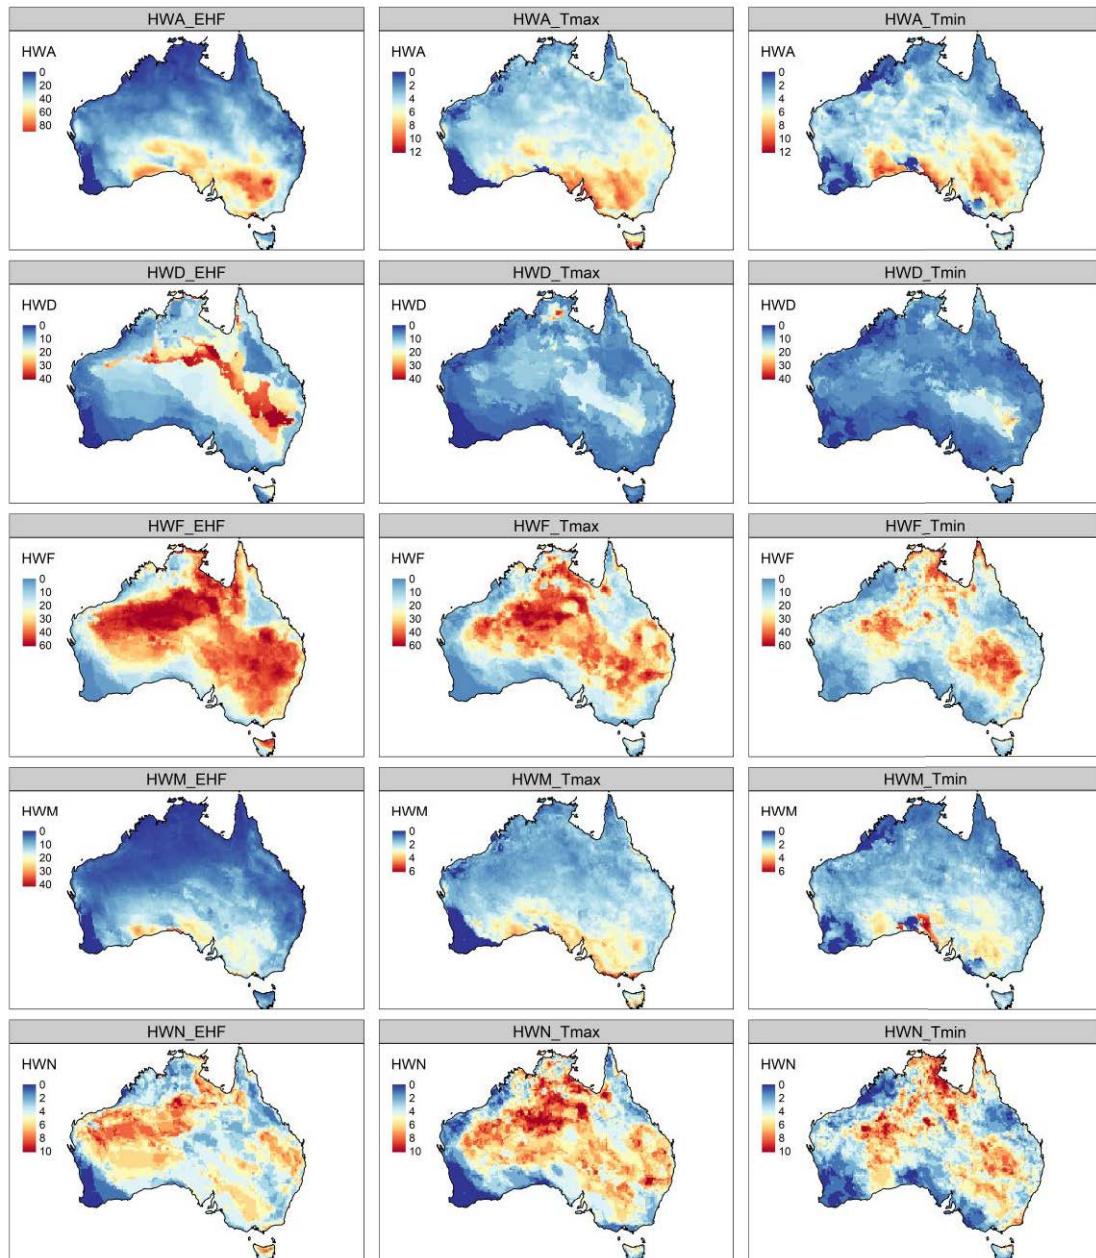 HWA_EHF
HWA
0
20
40
60
80
HWA_Tmax
HWA
0
2
4
6
8
10
12
HWA_Tmin
HWA
0
2
4
6
8
10
12
HWD_EHF
HWD
0
10
20
30
40
HWD_Tmax
HWD
0
10
20
30
40
HWD_Tmin
HWD
0
10
20
30
40
HWF_EHF
HWF
0
10
20
30
40
60
HWF_Tmax
HWF
0
10
20
30
40
60
HWF_Tmin
HWF
0
10
20
30
40
60
HWM_EHF
HWM
0
10
20
30
40
HWM_Tmax
HWM
0
2
4
6
HWM_Tmin
HWM
0
2
4
6
HWN_EHF
HWN
0
2
4
6
8
10
HWN_Tmax
HWN
0
2
4
6
8
10
HWN_Tmin
HWN
0
2
4
6
8
10